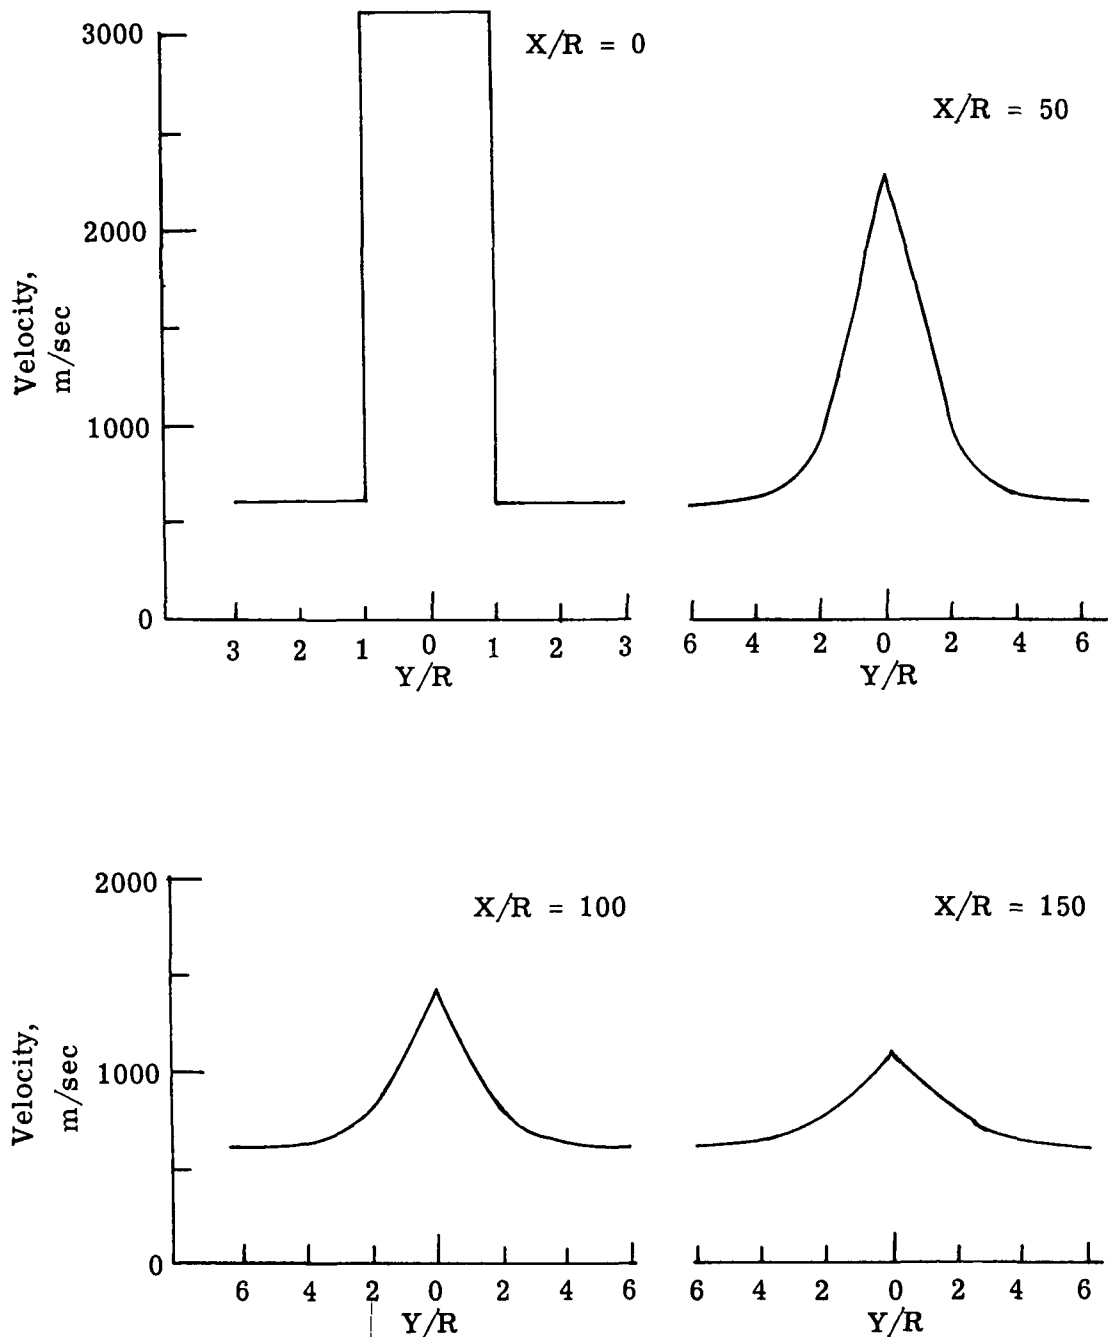 3000
2000
1000
0
Velocity,
m/sec
X/R = 0
3 2 1 0 1 2 3
Y/R
X/R = 50
6 4 2 0 2 4 6
Y/R
2000
1000
0
Velocity,
m/sec
X/R = 100
6 4 2 0 2 4 6
Y/R
X/R = 150
6 4 2 0 2 4 6
Y/R